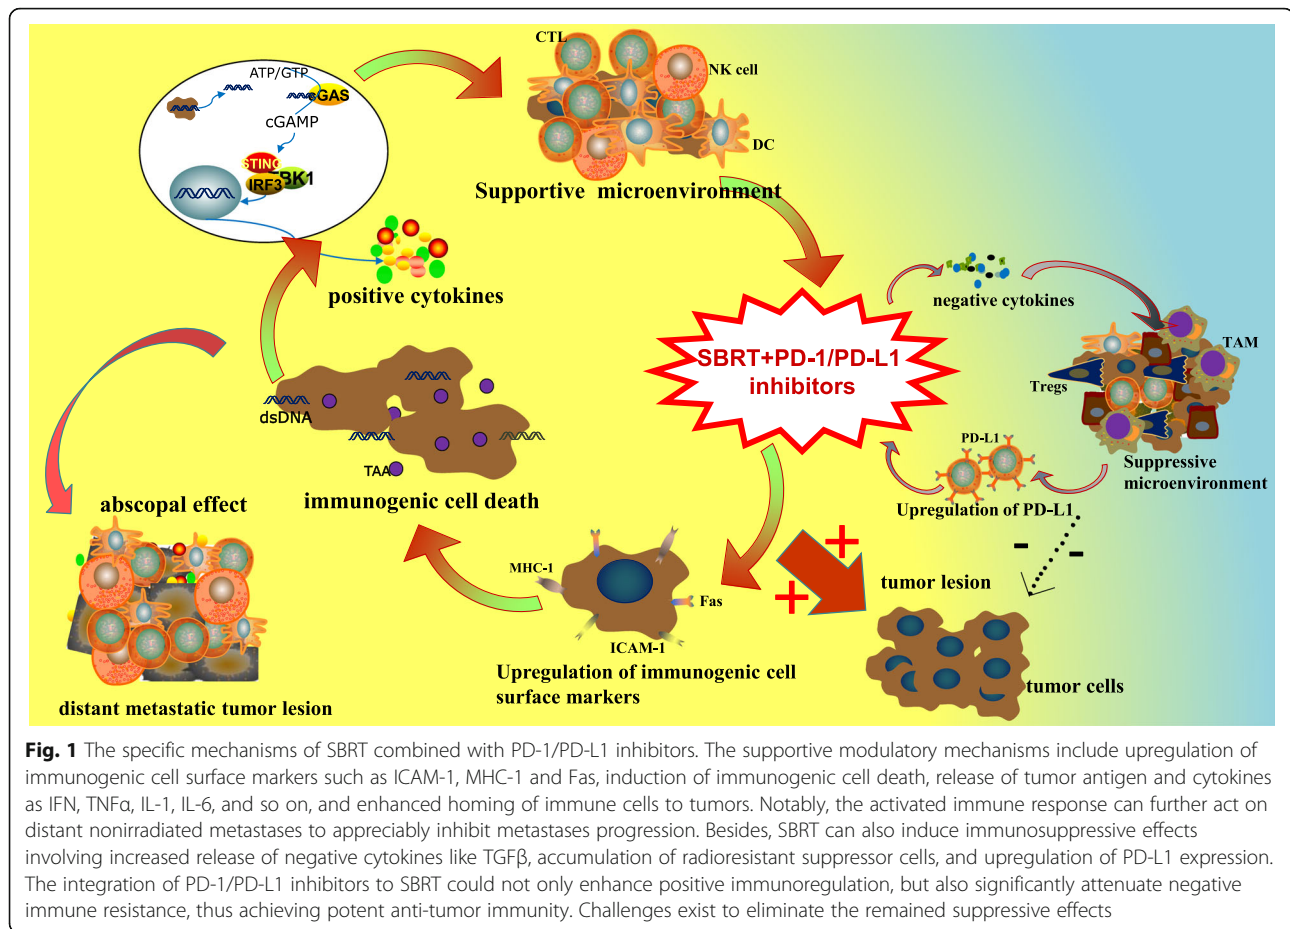 CTL
NK cell
DC
Supportive microenvironment
ATP/GTP
cGAS
cGAMP
STING
IRF3
TBK1
positive cytokines
negative cytokines
TAM
Tregs
Suppressive
microenvironment
SBRT+PD-1/PD-L1
inhibitors
PD-L1
Upregulation of PD-L1
dsDNA
TAA
immunogenic cell death
abscopal effect
distant metastatic tumor lesion
MHC-1
Fas
ICAM-1
Upregulation of immunogenic cell
surface markers
+
+
-
-
tumor lesion
tumor cells
Fig. 1 The specific mechanisms of SBRT combined with PD-1/PD-L1 inhibitors. The supportive modulatory mechanisms include upregulation of
immunogenic cell surface markers such as ICAM-1, MHC-1 and Fas, induction of immunogenic cell death, release of tumor antigen and cytokines
as IFN, TNFα, IL-1, IL-6, and so on, and enhanced homing of immune cells to tumors. Notably, the activated immune response can further act on
distant nonirradiated metastases to appreciably inhibit metastases progression. Besides, SBRT can also induce immunosuppressive effects
involving increased release of negative cytokines like TGFβ, accumulation of radioresistant suppressor cells, and upregulation of PD-L1 expression.
The integration of PD-1/PD-L1 inhibitors to SBRT could not only enhance positive immunoregulation, but also significantly attenuate negative
immune resistance, thus achieving potent anti-tumor immunity. Challenges exist to eliminate the remained suppressive effects